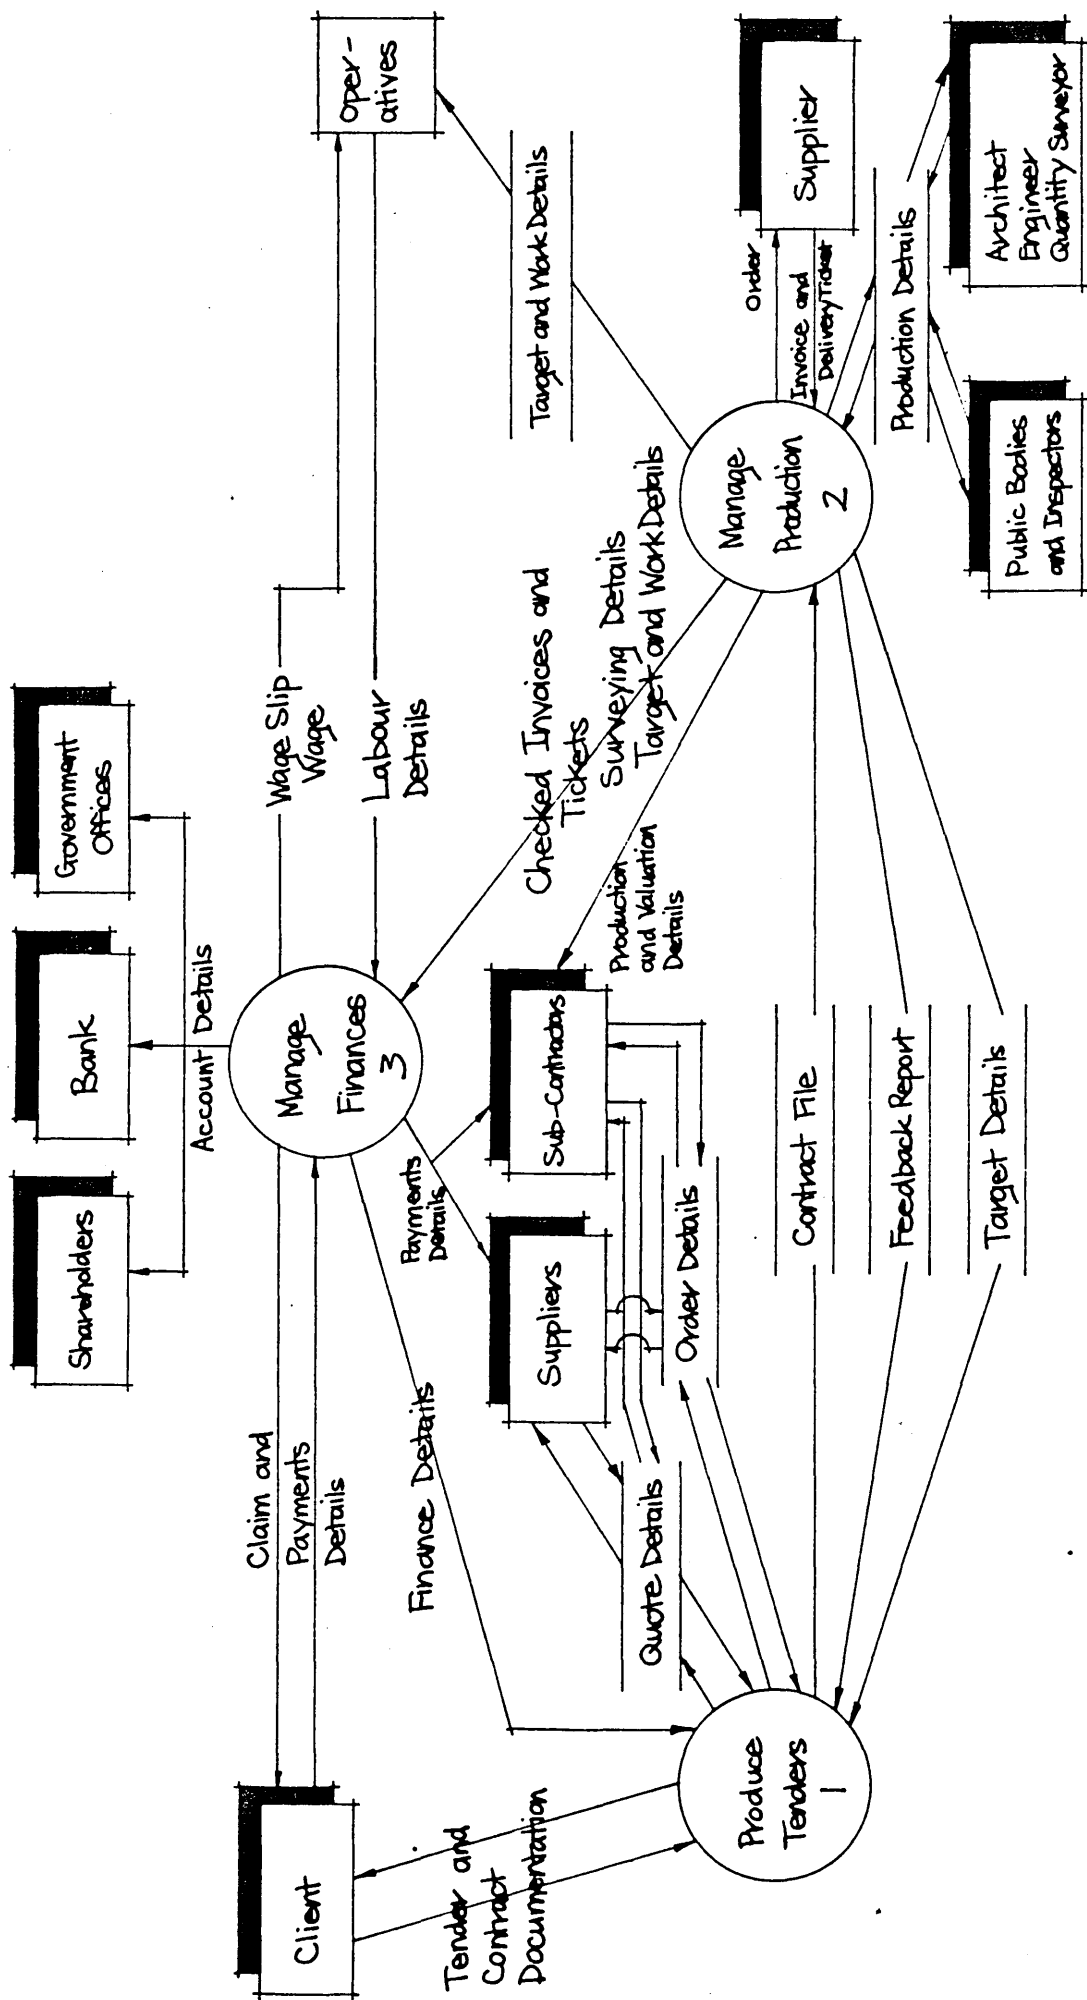 Shareholders
Bank
Government
Offices
Account Details
Client
Claim and
Payments
Details
Manage
Finances
3
Wage Slip
Wage
Labour
Details
Oper-
atives
Finance Details
Payments
Details
Tender and
Contract
Documentation
Suppliers
Sub-Contractors
Checked Invoices and
Tickets
Surveying Details
Target and Work Details
Target and Work Details
Production
and Valuation
Details
Quote Details
Order Details
Produce
Tenders
1
Contract File
Feedback Report
Target Details
Manage
Production
2
Order
Invoice and
Delivery Ticket
Supplier
Production Details
Public Bodies
and Inspectors
Architect
Engineer
Quantity Surveyor